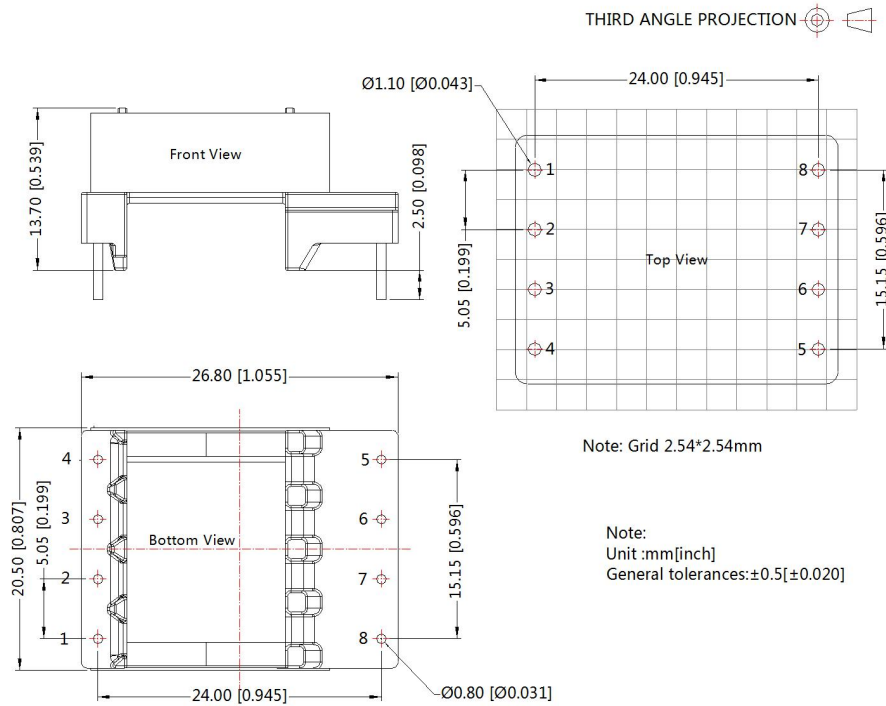 THIRD ANGLE PROJECTION
Ø1.10 [Ø0.043]
24.00 [0.945]
Front View
13.70 [0.539]
2.50 [0.098]
1
8
2
7
Top View
3
6
4
5
5.05 [0.199]
15.15 [0.596]
26.80 [1.055]
Note: Grid 2.54*2.54mm
4
5
3
6
Bottom View
2
7
1
8
20.50 [0.807]
5.05 [0.199]
15.15 [0.596]
24.00 [0.945]
Ø0.80 [Ø0.031]
Note:
Unit :mm[inch]
General tolerances:±0.5[±0.020]